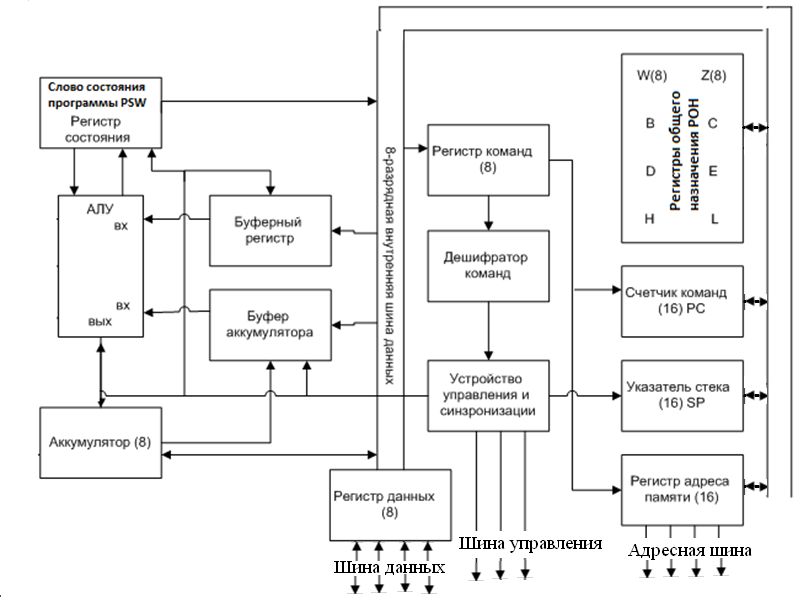 Слово состояния
программы PSW
Регистр
состояния
АЛУ
вх
вх
вых
Аккумулятор (8)
Буферный
регистр
Буфер
аккумулятора
8-разрядная внутренняя шина данных
Регистр данных
(8)
Шина данных
Регистр команд
(8)
Дешифратор
команд
Устройство
управления и
синзронизации
Шина управления
W(8) Z(8)
B C
D E
H L
Регистры общего
назначения РОН
Счетчик команд
(16) PC
Указатель стека
(16) SP
Регистр адреса
памяти (16)
Адресная шина